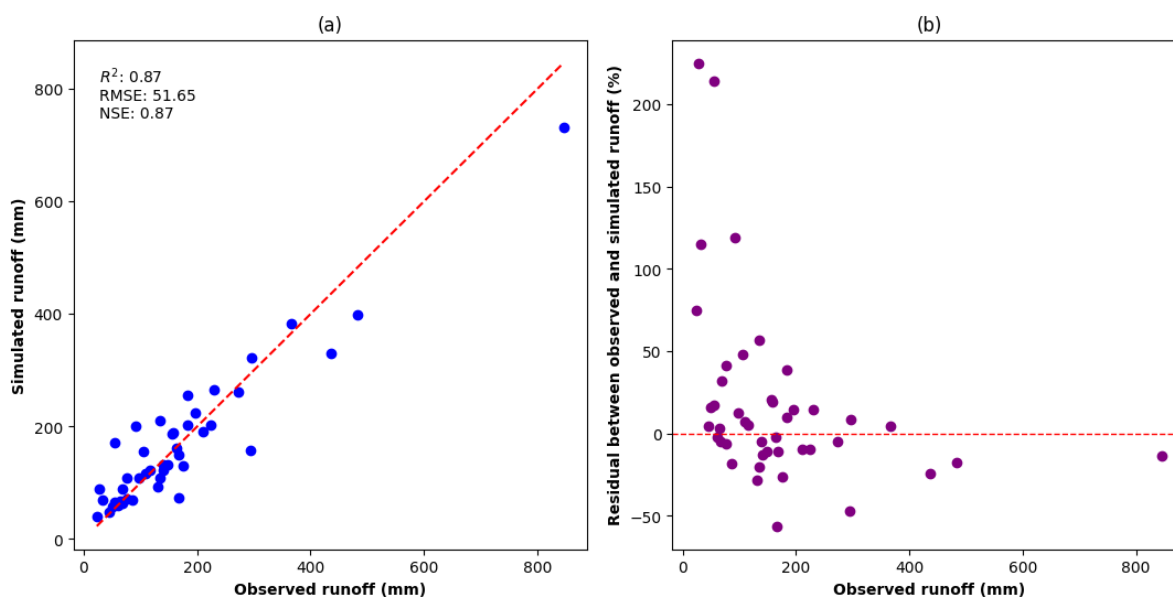 (a)
R²: 0.87
RMSE: 51.65
NSE: 0.87
Simulated runoff (mm)
800
600
400
200
0
0 200 400 600 800
Observed runoff (mm)
(b)
Residual between observed and simulated runoff (%)
200
150
100
50
0
−50
0 200 400 600 800
Observed runoff (mm)